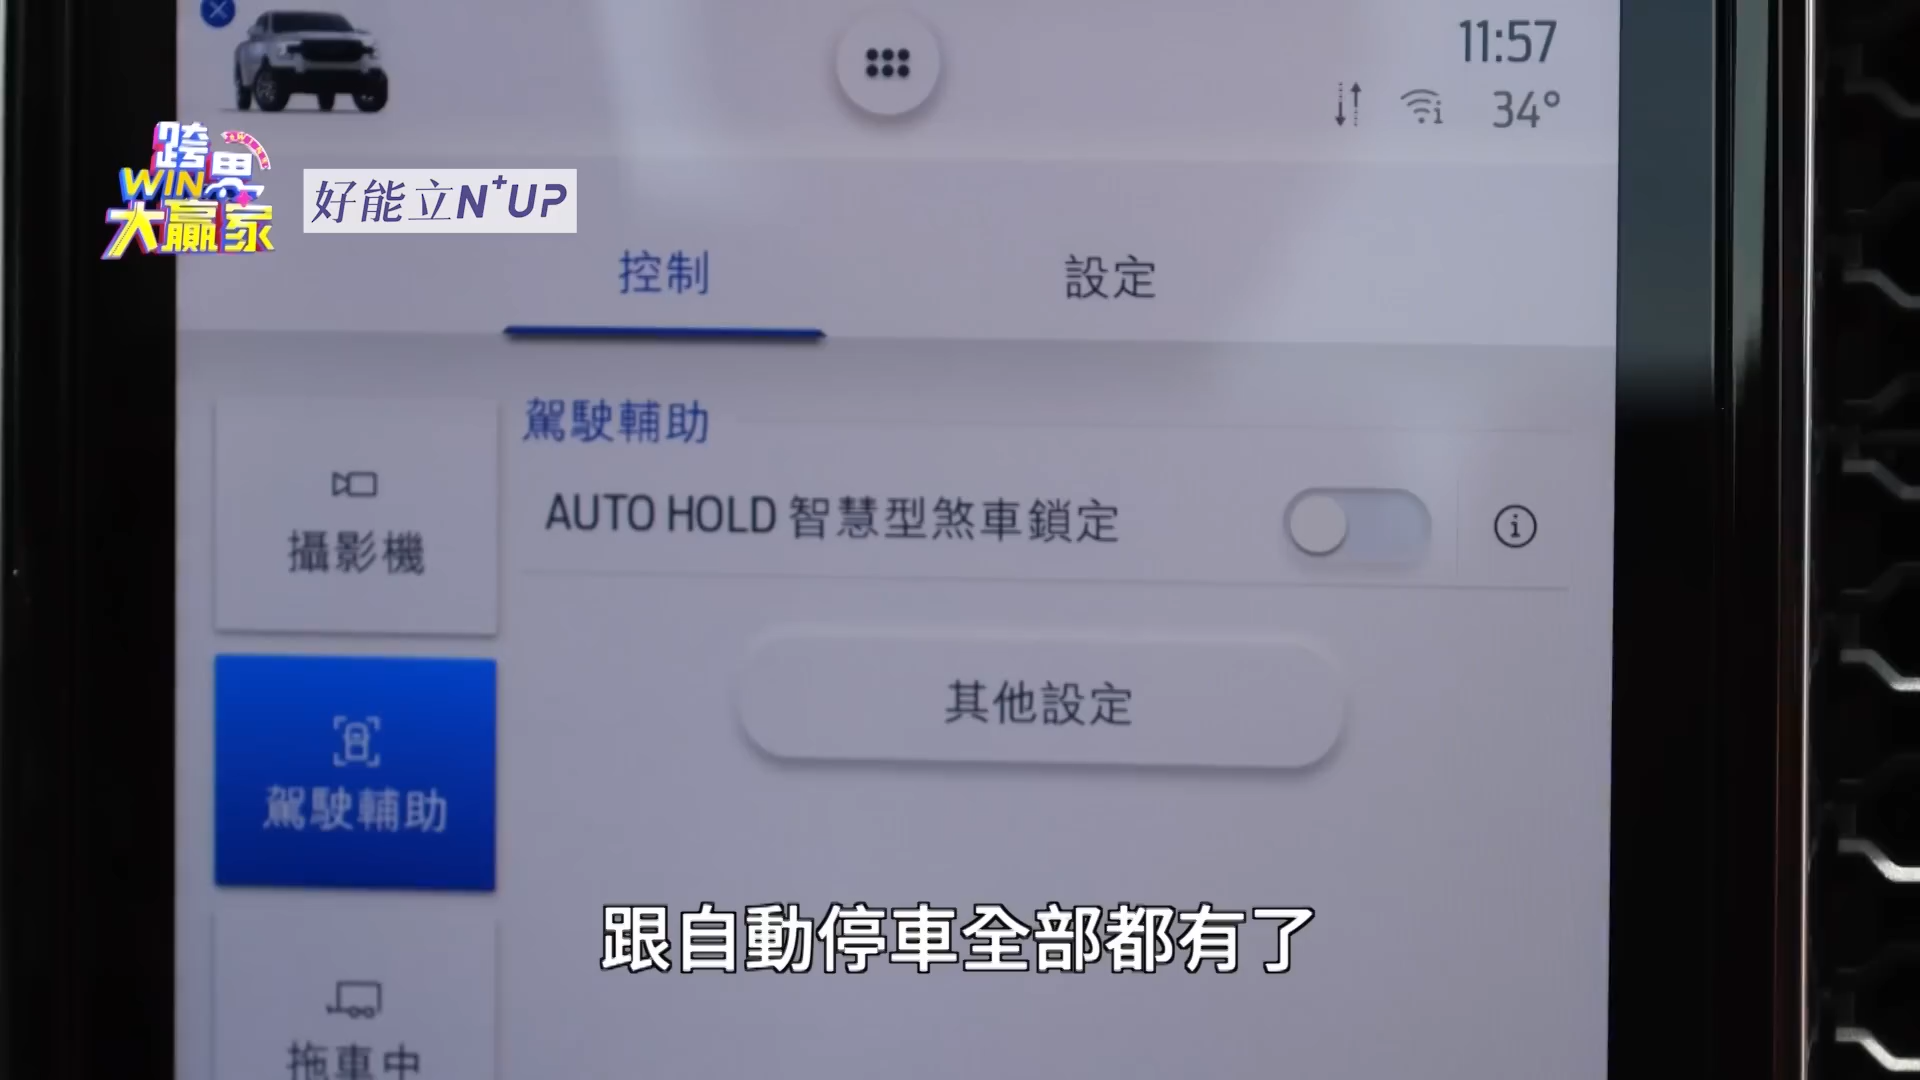 11:57
34°
跨界
WIN
大贏家
好能立N⁺UP
控制
設定
駕駛輔助
攝影機
AUTO HOLD 智慧型煞車鎖定
其他設定
駕駛輔助
跟自動停車全部都有了
拖車中